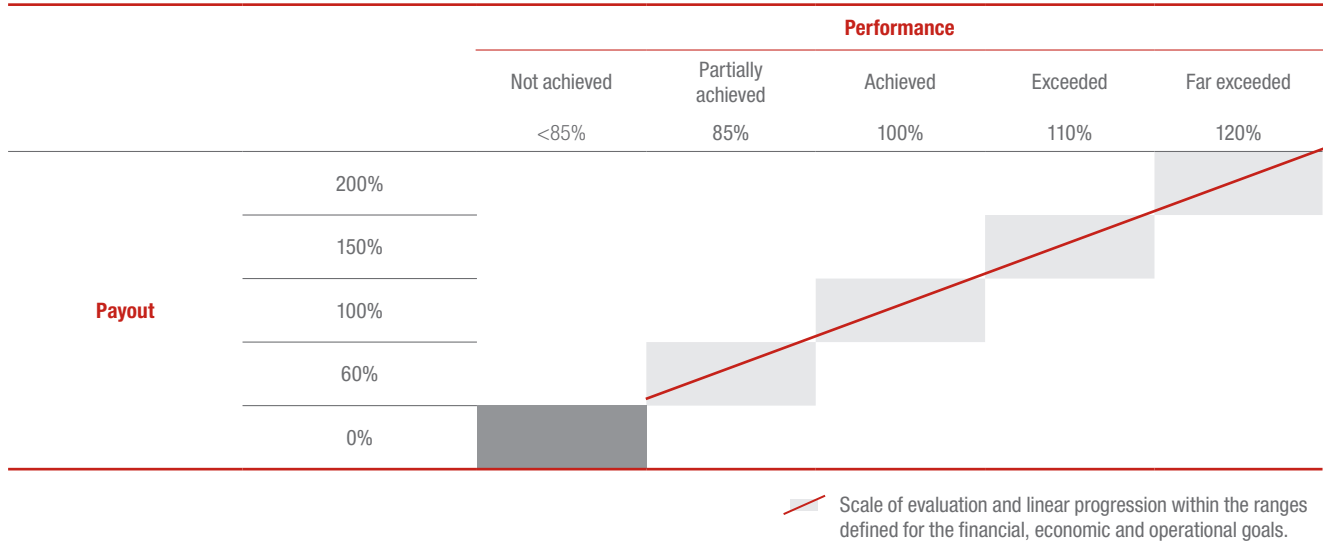 Performance
Not achieved
Partially
achieved
Achieved
Exceeded
Far exceeded
<85%
85%
100%
110%
120%
Payout
200%
150%
100%
60%
0%
Scale of evaluation and linear progression within the ranges
defined for the financial, economic and operational goals.